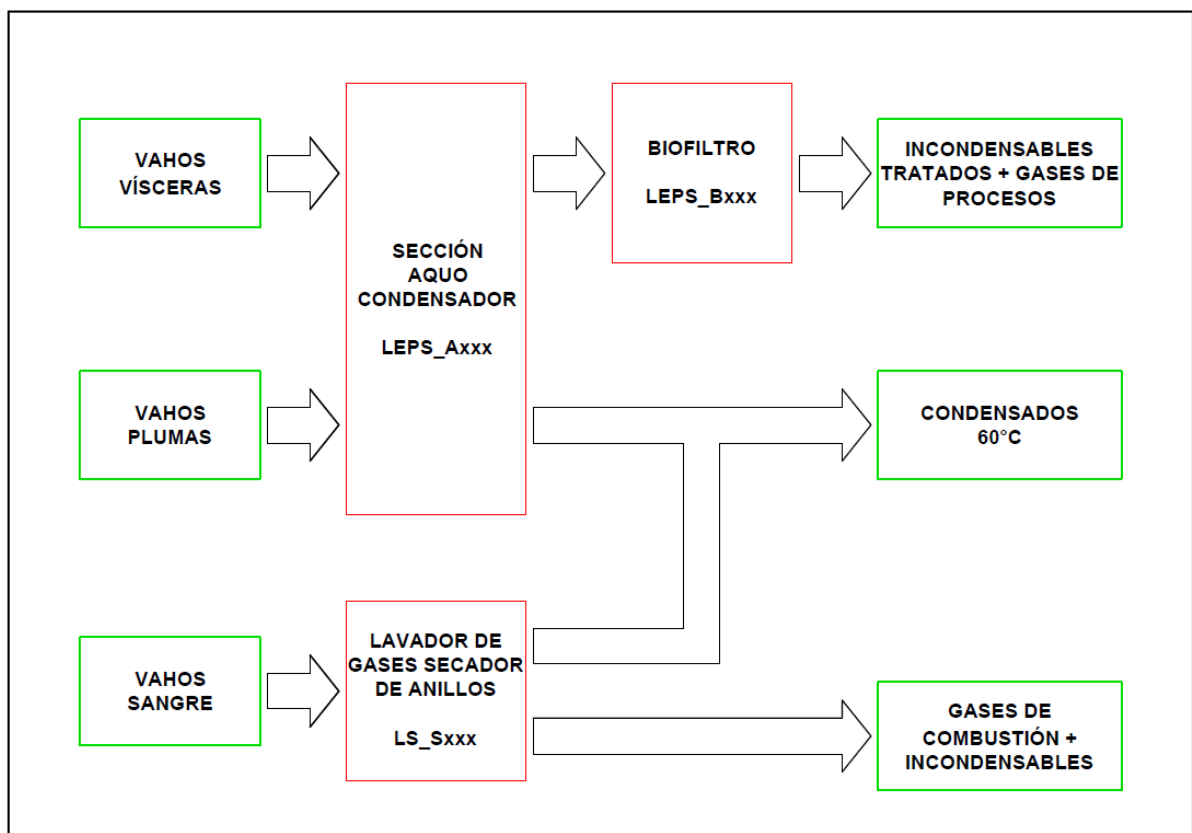 VAHOS
VÍSCERAS
SECCIÓN
AQUO
CONDENSADOR
LEPS_Axxx
BIOFILTRO
LEPS_Bxxx
INCONDENSABLES
TRATADOS + GASES DE
PROCESOS
VAHOS
PLUMAS
CONDENSADOS
60°C
VAHOS
SANGRE
LAVADOR DE
GASES SECADOR
DE ANILLOS
LS_Sxxx
GASES DE
COMBUSTIÓN +
INCONDENSABLES